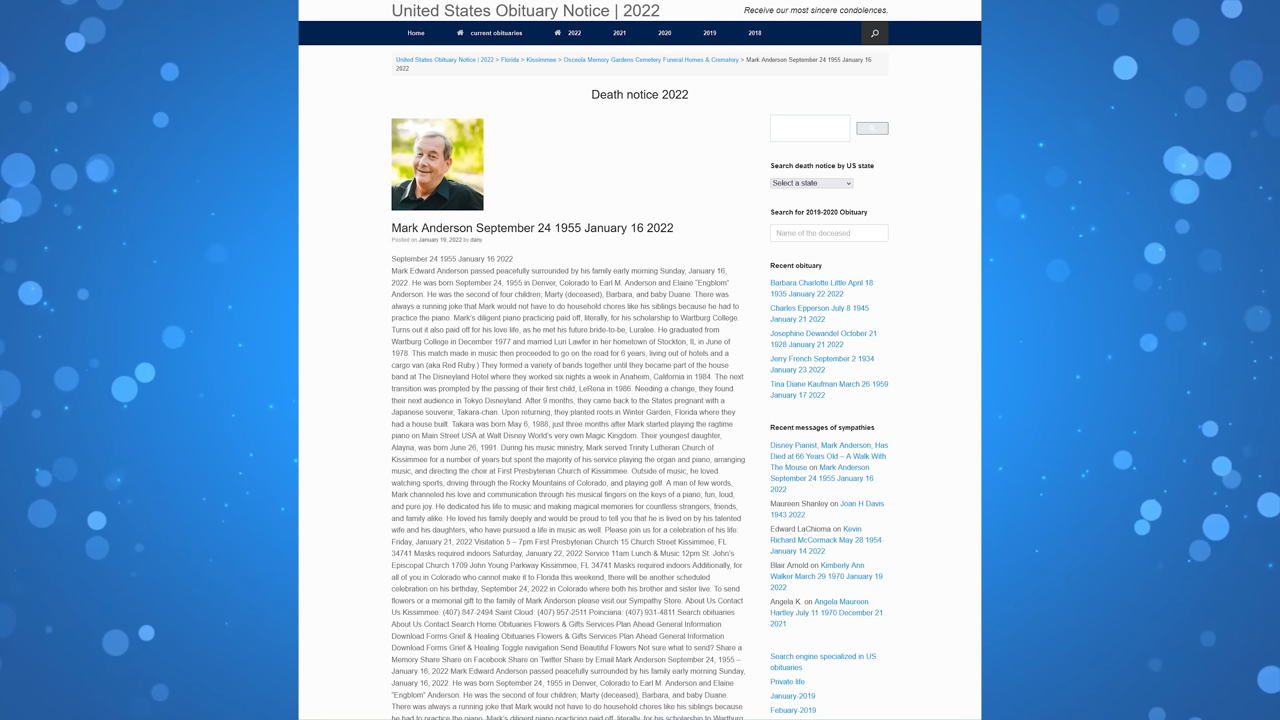 United States Obituary Notice | 2022
Receive our most sincere condolences.
Home
current obituaries
2022
2021
2020
2019
2018
United States Obituary Notice | 2022 > Florida > Kissimmee > Osceola Memory Gardens Cemetery Funeral Homes & Crematory > Mark Anderson September 24 1955 January 16
2022
Death notice 2022
Mark Anderson September 24 1955 January 16 2022
Posted on January 19, 2022 by dany
September 24 1955 January 16 2022
Mark Edward Anderson passed peacefully surrounded by his family early morning Sunday, January 16,
2022. He was born September 24, 1955 in Denver, Colorado to Earl M. Anderson and Elaine “Engblom”
Anderson. He was the second of four children; Marty (deceased), Barbara, and baby Duane. There was
always a running joke that Mark would not have to do household chores like his siblings because he had to
practice the piano. Mark’s diligent piano practicing paid off, literally, for his scholarship to Wartburg College.
Turns out it also paid off for his love life, as he met his future bride-to-be, Luralee. He graduated from
Wartburg College in December 1977 and married Luri Lawfer in her hometown of Stockton, IL in June of
1978. This match made in music then proceeded to go on the road for 6 years, living out of hotels and a
cargo van (aka Red Ruby.) They formed a variety of bands together until they became part of the house
band at The Disneyland Hotel where they worked six nights a week in Anaheim, California in 1984. The next
transition was prompted by the passing of their first child, LeRena in 1986. Needing a change, they found
their next audience in Tokyo Disneyland. After 9 months, they came back to the States pregnant with a
Japanese souvenir, Takara-chan. Upon returning, they planted roots in Winter Garden, Florida where they
had a house built. Takara was born May 6, 1988, just three months after Mark started playing the ragtime
piano on Main Street USA at Walt Disney World’s very own Magic Kingdom. Their youngest daughter,
Alayna, was born June 26, 1991. During his music ministry, Mark served Trinity Lutheran Church of
Kissimmee for a number of years but spent the majority of his service playing the organ and piano, arranging
music, and directing the choir at First Presbyterian Church of Kissimmee. Outside of music, he loved
watching sports, driving through the Rocky Mountains of Colorado, and playing golf. A man of few words,
Mark channeled his love and communication through his musical fingers on the keys of a piano; fun, loud,
and pure joy. He dedicated his life to music and making magical memories for countless strangers, friends,
and family alike. He loved his family deeply and would be proud to tell you that he is lived on by his talented
wife and his daughters, who have pursued a life in music as well. Please join us for a celebration of his life:
Friday, January 21, 2022 Visitation 5 – 7pm First Presbyterian Church 15 Church Street Kissimmee, FL
34741 Masks required indoors Saturday, January 22, 2022 Service 11am Lunch & Music 12pm St. John’s
Episcopal Church 1709 John Young Parkway Kissimmee, FL 34741 Masks required indoors Additionally, for
all of you in Colorado who cannot make it to Florida this weekend, there will be another scheduled
celebration on his birthday, September 24, 2022 in Colorado where both his brother and sister live. To send
flowers or a memorial gift to the family of Mark Anderson please visit our Sympathy Store. About Us Contact
Us Kissimmee: (407) 847-2494 Saint Cloud: (407) 957-2511 Poinciana: (407) 931-4811 Search obituaries
About Us Contact Search Home Obituaries Flowers & Gifts Services Plan Ahead General Information
Download Forms Grief & Healing Obituaries Flowers & Gifts Services Plan Ahead General Information
Download Forms Grief & Healing Toggle navigation Send Beautiful Flowers Not sure what to send? Share a
Memory Share Share on Facebook Share on Twitter Share by Email Mark Anderson September 24, 1955 –
January 16, 2022 Mark Edward Anderson passed peacefully surrounded by his family early morning Sunday,
January 16, 2022. He was born September 24, 1955 in Denver, Colorado to Earl M. Anderson and Elaine
“Engblom” Anderson. He was the second of four children; Marty (deceased), Barbara, and baby Duane.
There was always a running joke that Mark would not have to do household chores like his siblings because
he had to practice the piano. Mark’s diligent piano practicing paid off, literally, for his scholarship to Wartburg
Search death notice by US state
Select a state
Search for 2019-2020 Obituary
Name of the deceased
Recent obituary
Barbara Charlotte Little April 18
1935 January 22 2022
Charles Epperson July 8 1945
January 21 2022
Josephine Dewandel October 21
1928 January 21 2022
Jerry French September 2 1934
January 23 2022
Tina Diane Kaufman March 26 1959
January 17 2022
Recent messages of sympathies
Disney Pianist, Mark Anderson, Has
Died at 66 Years Old – A Walk With
The Mouse on Mark Anderson
September 24 1955 January 16
2022
Maureen Shanley on Joan H Davis
1943 2022
Edward LaChioma on Kevin
Richard McCormack May 28 1954
January 14 2022
Blair Arnold on Kimberly Ann
Walker March 29 1970 January 19
2022
Angela K. on Angela Maureen
Hartley July 11 1970 December 21
2021
Search engine specialized in US
obituaries
Private life
January-2019
Febuary-2019